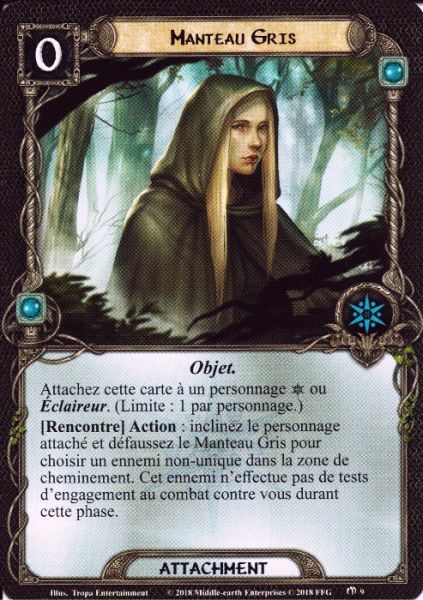 0
MANTEAU GRIS
Objet.
Attachez cette carte à un personnage ou
Éclaireur. (Limite : 1 par personnage.)
[Rencontre] Action : inclinez le personnage
attaché et défaussez le Manteau Gris pour
choisir un ennemi non-unique dans la zone de
cheminement. Cet ennemi n'effectue pas de tests
d'engagement au combat contre vous durant
cette phase.
ATTACHMENT
Illus. Tropa Entertainment © 2018 Middle-earth Enterprises © 2018 FFG 9